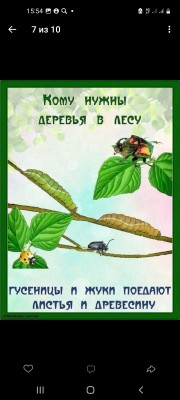 15:54
7 из 10
Кому нужны
деревья в лесу
гусеницы и жуки поедают
листья и древесину